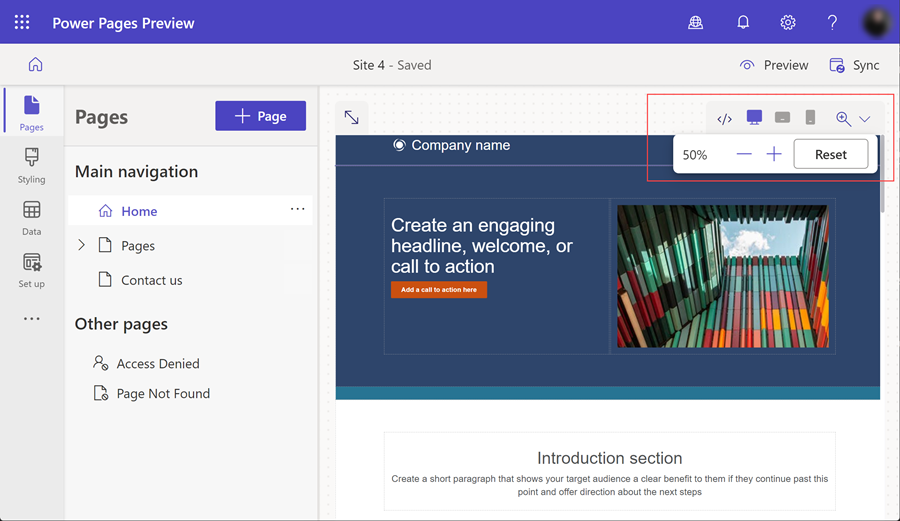 Power Pages Preview
?
Site 4 - Saved
Preview
Sync
Pages
Styling
Data
Set up
Pages
+ Page
Main navigation
Home
Pages
Contact us
Other pages
Access Denied
Page Not Found
</>
50%
Reset
Company name
Create an engaging
headline, welcome, or
call to action
Add a call to action here
Introduction section
Create a short paragraph that shows your target audience a clear benefit to them if they continue past this
point and offer direction about the next steps